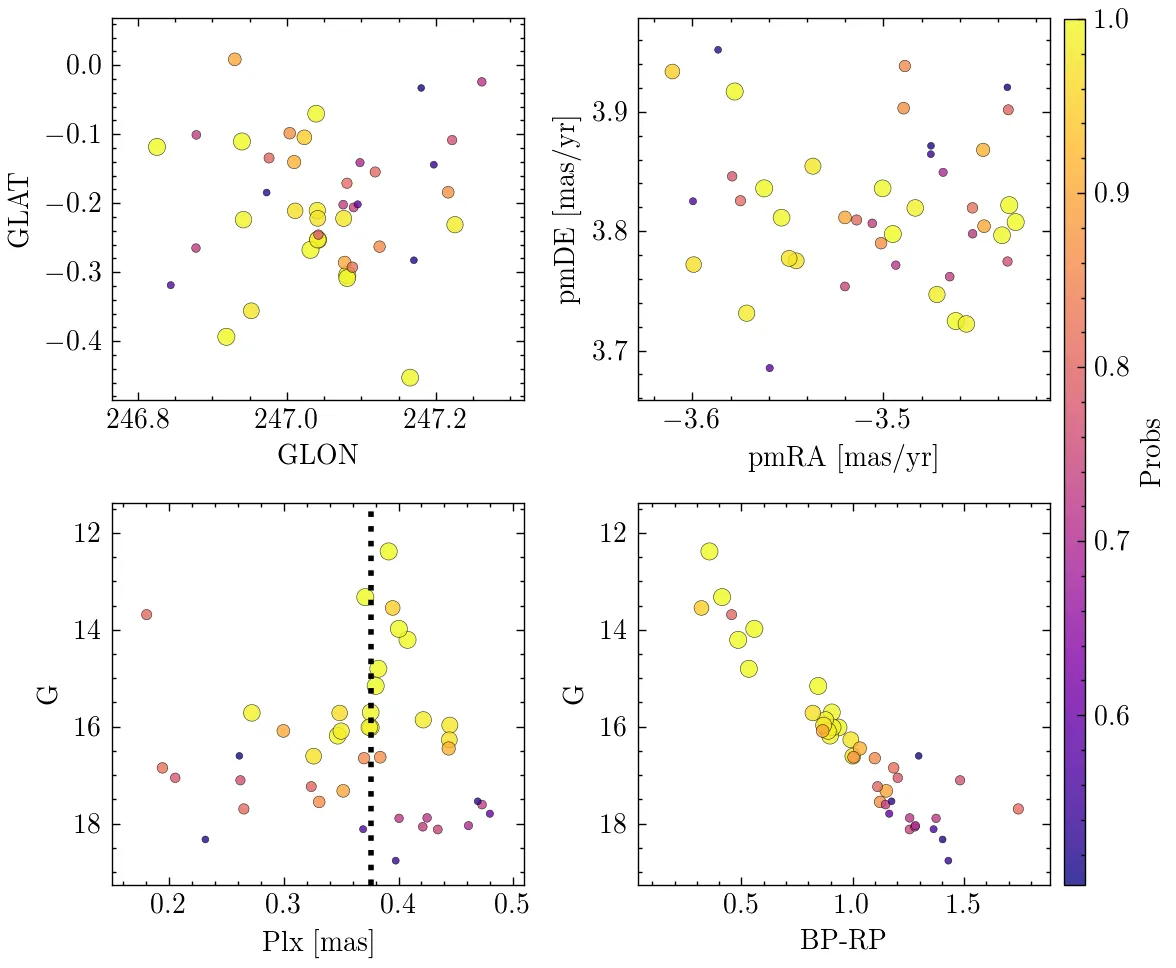 0.0
−0.1
−0.2
−0.3
−0.4
GLAT
246.8 247.0 247.2
GLON
3.9
3.8
3.7
pmDE [mas/yr]
−3.6 −3.5
pmRA [mas/yr]
1.0
0.9
0.8
0.7
0.6
Probs
12
14
16
18
G
0.2 0.3 0.4 0.5
Plx [mas]
12
14
16
18
G
0.5 1.0 1.5
BP-RP